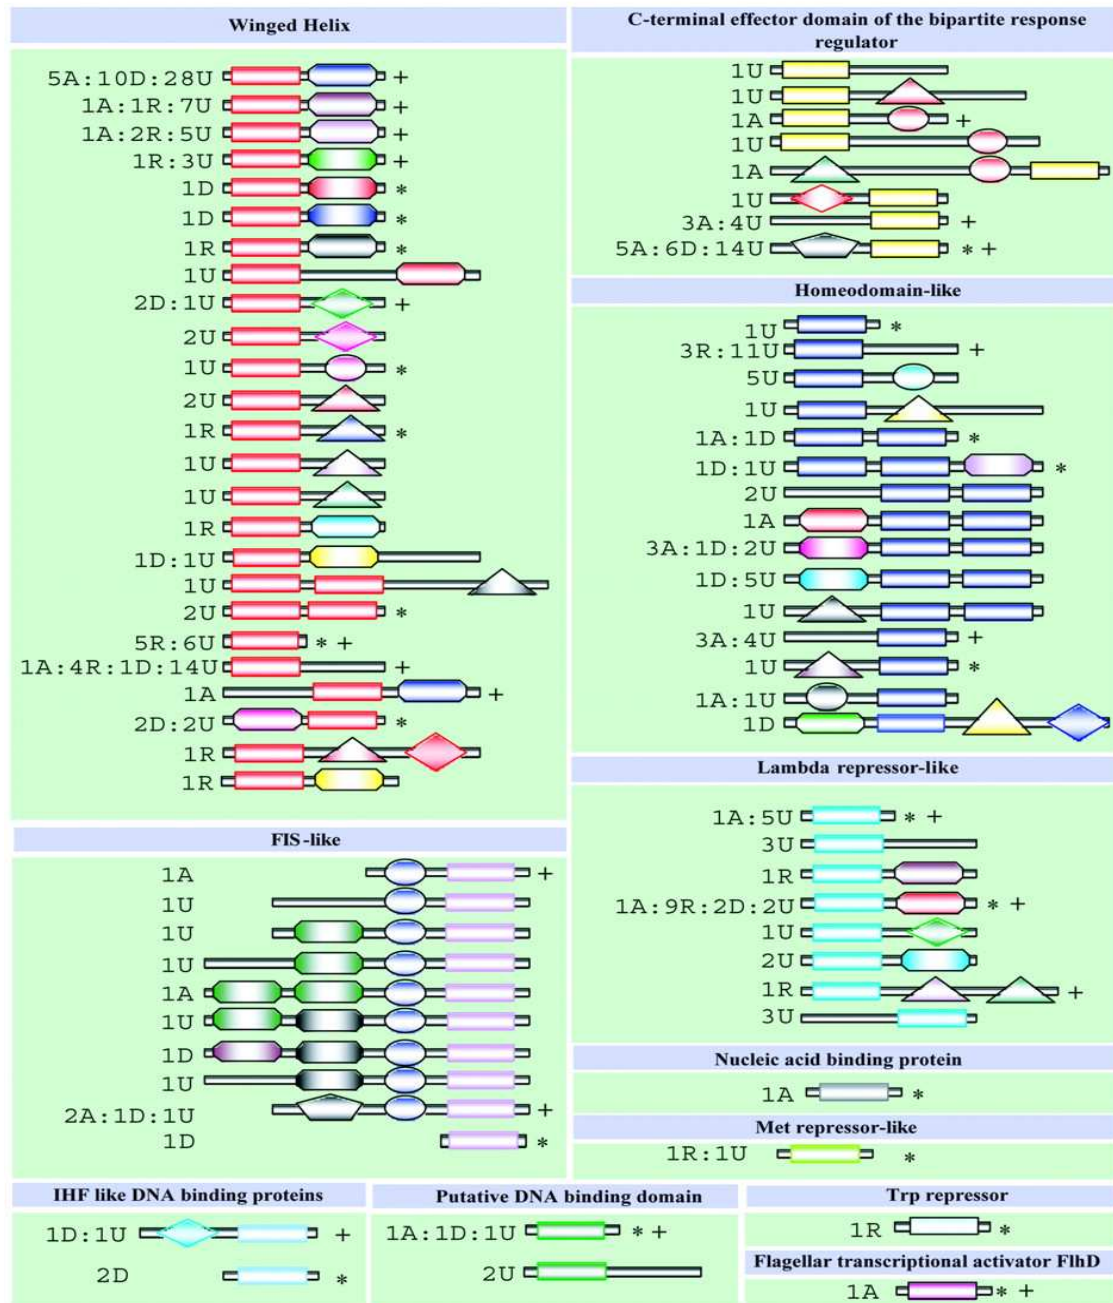 Winged Helix
5A:10D:28U +
1A:1R:7U +
1A:2R:5U +
1R:3U +
1D *
1D *
1R *
1U
2D:1U +
2U
1U *
2U
1R *
1U
1U
1R
1D:1U
1U
2U *
5R:6U * +
1A:4R:1D:14U +
1A +
2D:2U *
1R
1R
FIS-like
1A +
1U
1U
1U
1A
1U
1D
1U
2A:1D:1U +
1D *
C-terminal effector domain of the bipartite response
regulator
1U
1U
1A +
1U
1A
1U
3A:4U +
5A:6D:14U * +
Homeodomain-like
1U *
3R:11U +
5U
1U
1A:1D *
1D:1U *
2U
1A
3A:1D:2U
1D:5U
1U
3A:4U +
1U *
1A:1U
1D
Lambda repressor-like
1A:5U * +
3U
1R
1A:9R:2D:2U * +
1U
2U
1R +
3U
Nucleic acid binding protein
1A *
Met repressor-like
1R:1U *
IHF like DNA binding proteins
1D:1U +
2D *
Putative DNA binding domain
1A:1D:1U * +
2U
Trp repressor
1R *
Flagellar transcriptional activator FlhD
1A * +